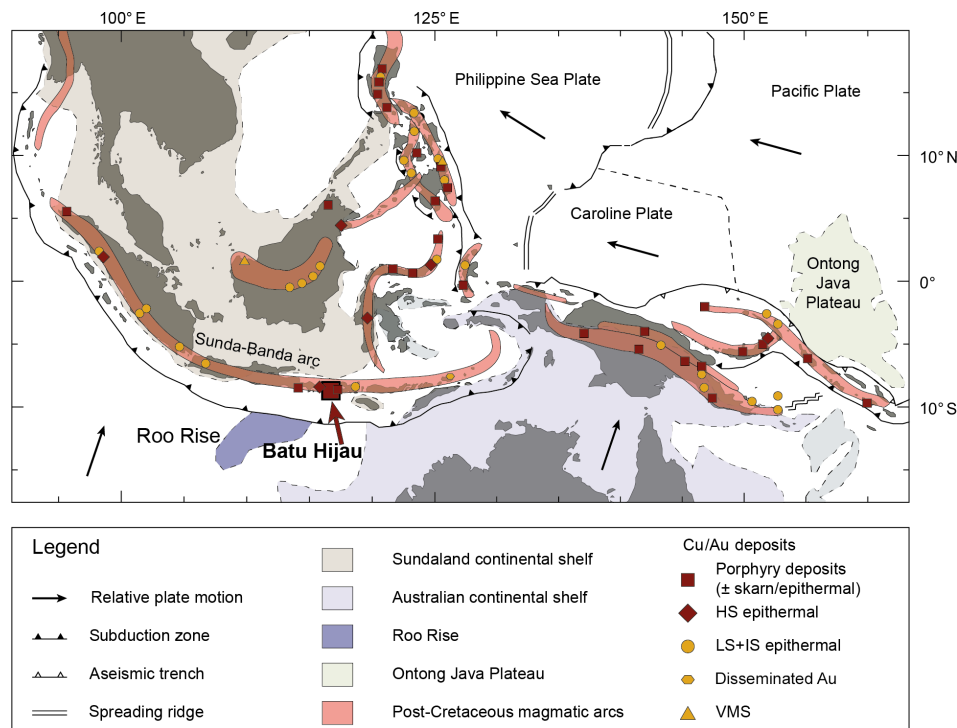 100° E
125° E
150° E
Philippine Sea Plate
Pacific Plate
10° N
Caroline Plate
Ontong
Java
Plateau
0°
Sunda-Banda arc
10° S
Roo Rise
Batu Hijau
Legend
Relative plate motion
Subduction zone
Aseismic trench
Spreading ridge
Sundaland continental shelf
Australian continental shelf
Roo Rise
Ontong Java Plateau
Post-Cretaceous magmatic arcs
Cu/Au deposits
Porphyry deposits
(± skarn/epithermal)
HS epithermal
LS+IS epithermal
Disseminated Au
VMS